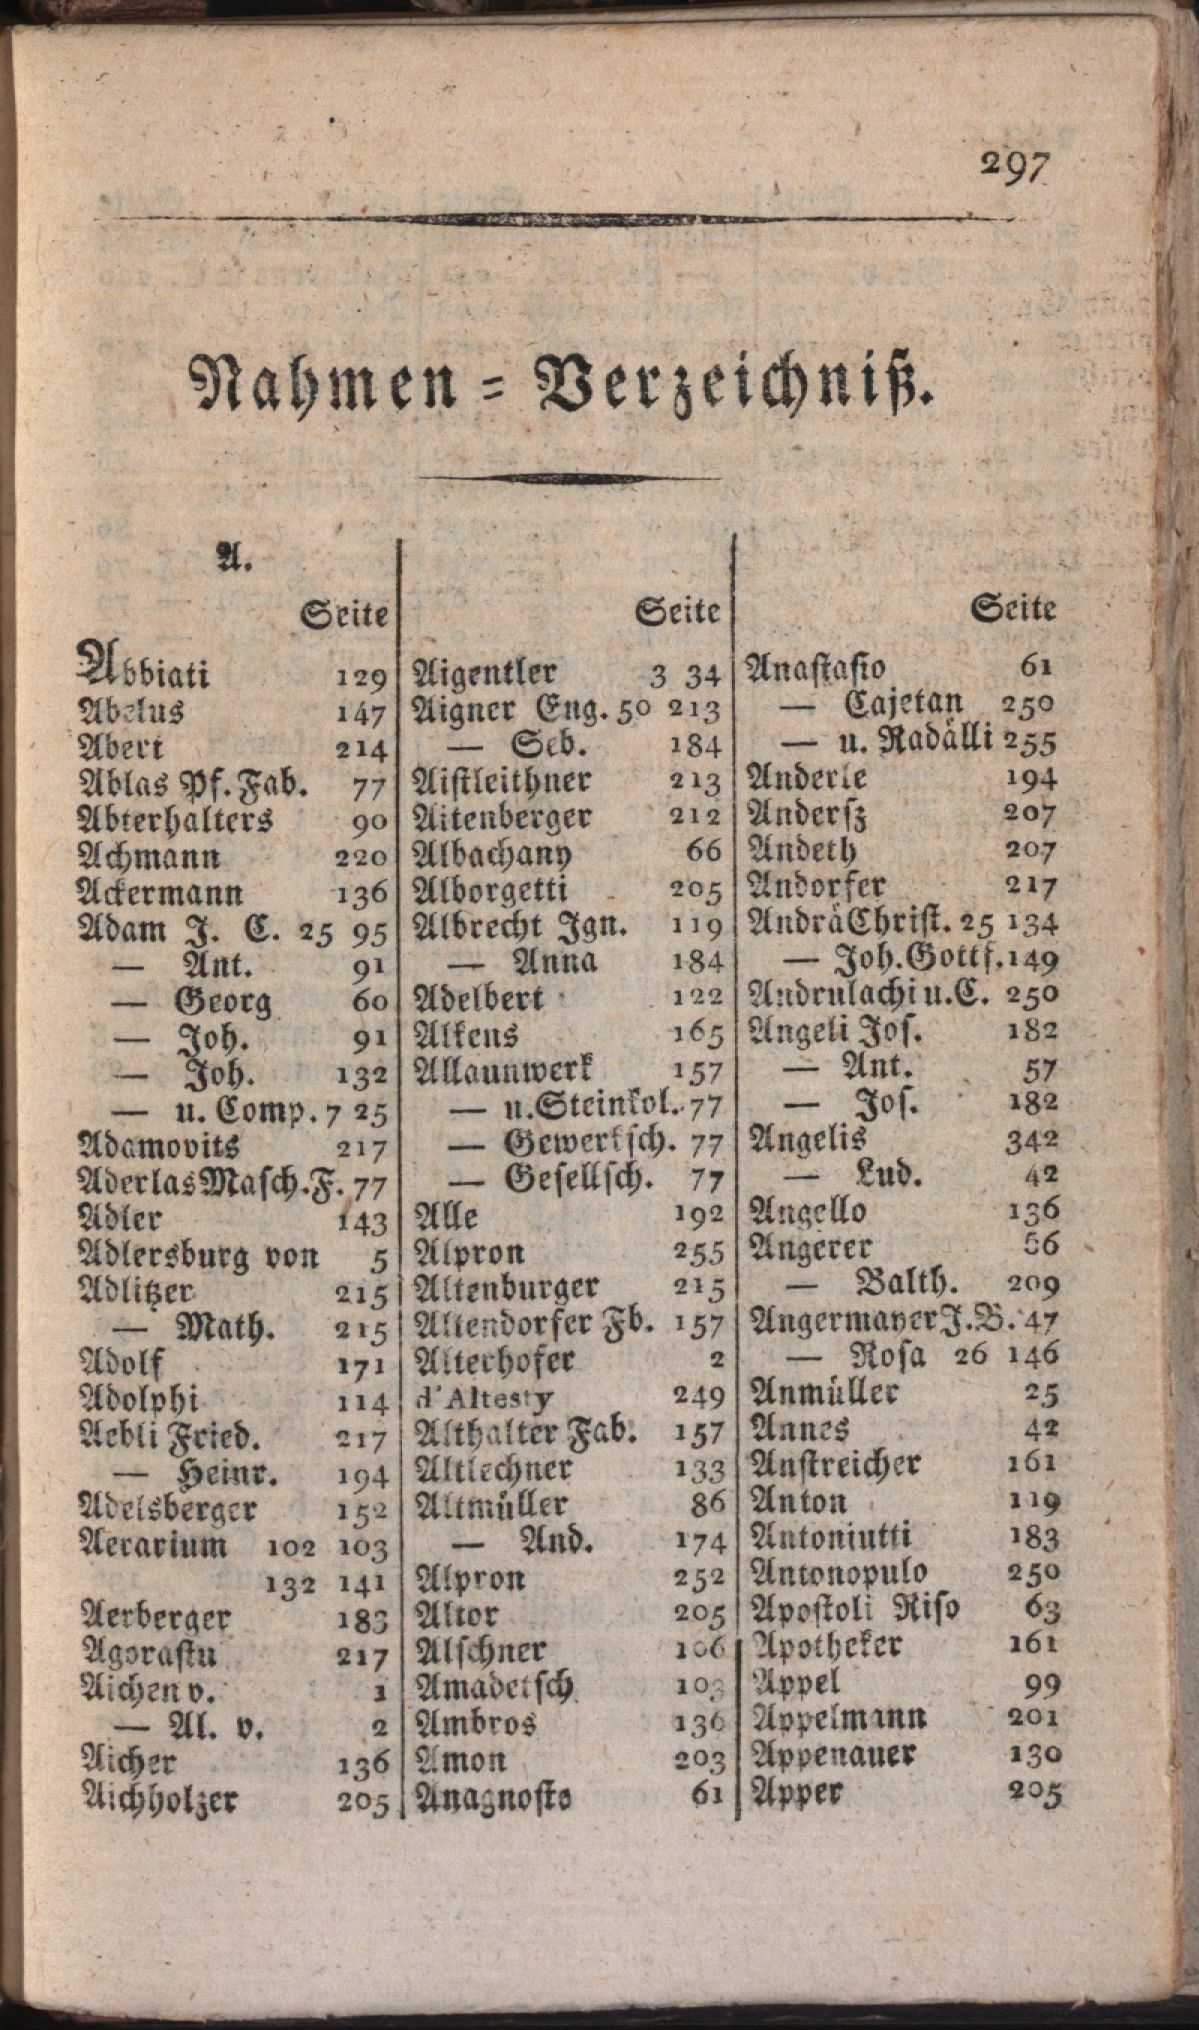 297
Nahmen=Verzeichniß.
A.
Seite
Abbiati 129
Abelus 147
Abert 214
Ablas Pf. Fab. 77
Abterhalters 90
Achmann 220
Ackermann 136
Adam J. C. 25 95
— Ant. 91
— Georg 60
— Joh. 91
— Joh. 132
— u. Comp. 7 25
Adamovits 217
Aderlas Masch. F. 77
Adler 143
Adlersburg von 5
Adlitzer 215
— Math. 215
Adolf 171
Adolphi 114
Aebli Fried. 217
— Heinr. 194
Adelsberger 152
Aerarium 102 103
132 141
Aerberger 183
Agorastu 217
Aichen v. 1
— Al. v. 2
Aicher 136
Aichholzer 205
Seite
Aigentler 3 34
Aigner Eng. 50 213
— Seb. 184
Aistleithner 213
Aitenberger 212
Albachany 66
Alborgetti 205
Albrecht Ign. 119
— Anna 184
Adelbert 122
Alkens 165
Allaunwerk 157
— u. Steinkol. 77
— Gewerksch. 77
— Gesellsch. 77
Alle 192
Alpron 255
Altenburger 215
Altendorfer Fb. 157
Alterhofer 2
d'Altesty 249
Althalter Fab. 157
Altlechner 133
Altmüller 86
— And. 174
Alpron 252
Altor 205
Alschner 106
Amadetsch 103
Ambros 136
Amon 203
Anagnosto 61
Seite
Anastasio 61
— Cajetan 250
— u. Radälli 255
Anderle 194
Andersz 207
Andeth 207
Andorfer 217
Andrä Christ. 25 134
— Joh. Gottf. 149
Andrulachi u. C. 250
Angeli Jos. 182
— Ant. 57
— Jos. 182
Angelis 342
— Lud. 42
Angello 136
Angerer
— Balth. 209
Angermayer J. B. 47
— Rosa 26 146
Anmüller 25
Annes 42
Anstreicher 161
Anton 119
Antoniutti 183
Antonopulo 250
Apostoli Riso 63
Apotheker 161
Appel 99
Appelmann 201
Appenauer 130
Apper 205